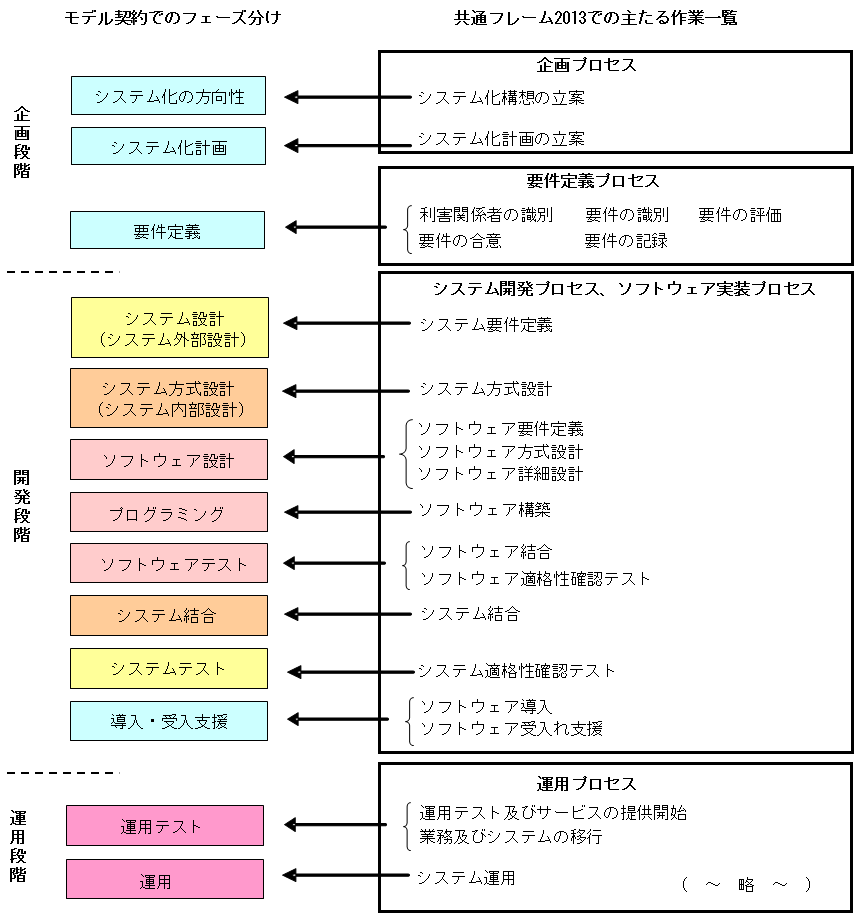 モデル契約でのフェーズ分け
共通フレーム2013での主たる作業一覧
企画段階
企画プロセス
システム化の方向性
システム化構想の立案
システム化計画
システム化計画の立案
要件定義プロセス
要件定義
利害関係者の識別 要件の識別 要件の評価
要件の合意 要件の記録
開発段階
システム開発プロセス、ソフトウェア実装プロセス
システム設計
（システム外部設計）
システム要件定義
システム方式設計
（システム内部設計）
システム方式設計
ソフトウェア設計
ソフトウェア要件定義
ソフトウェア方式設計
ソフトウェア詳細設計
プログラミング
ソフトウェア構築
ソフトウェアテスト
ソフトウェア結合
ソフトウェア適格性確認テスト
システム結合
システム結合
システムテスト
システム適格性確認テスト
導入・受入支援
ソフトウェア導入
ソフトウェア受入れ支援
運用段階
運用プロセス
運用テスト
運用テスト及びサービスの提供開始
業務及びシステムの移行
運用
システム運用
（ ～ 略 ～ ）